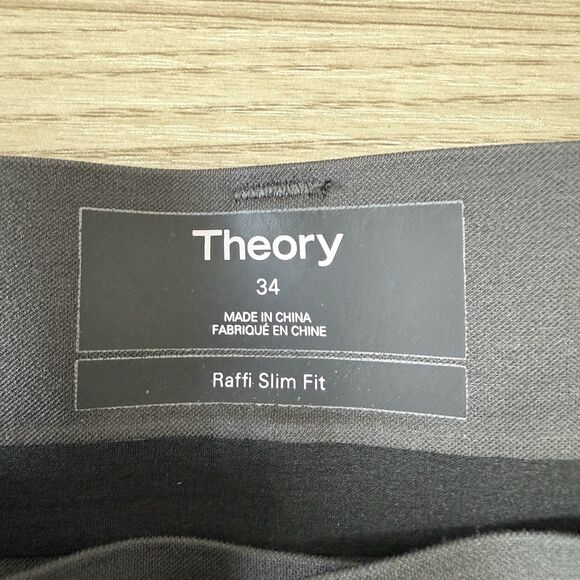 Theory
34
MADE IN CHINA
FABRIQUÉ EN CHINE
Raffi Slim Fit